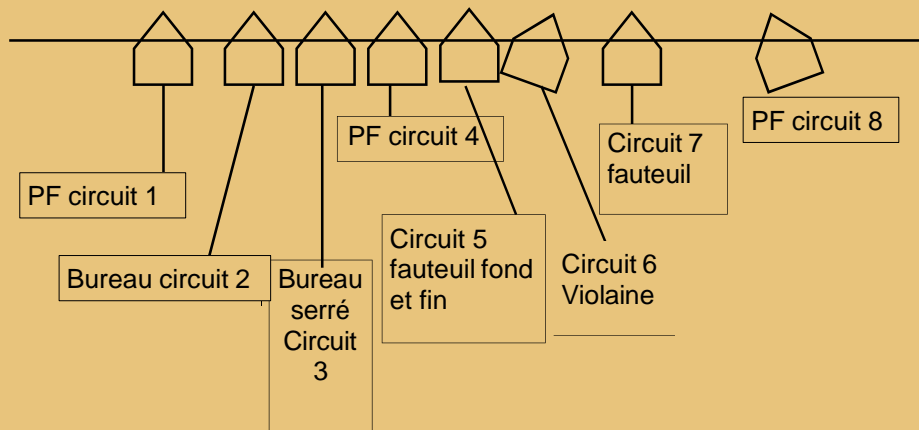 PF circuit 1
Bureau circuit 2
Bureau
serré
Circuit
3
PF circuit 4
Circuit 5
fauteuil fond
et fin
Circuit 6
Violaine
Circuit 7
fauteuil
PF circuit 8